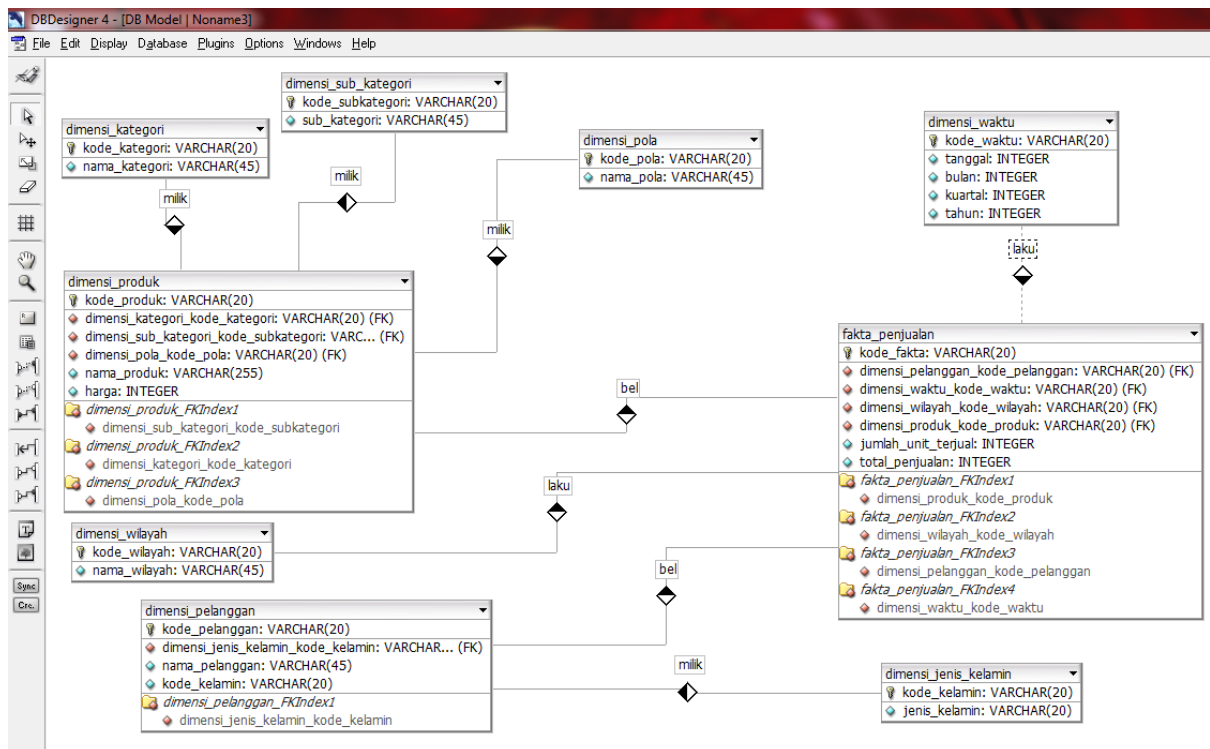 DBDesigner 4 - [DB Model | Noname3]
File Edit Display Database Plugins Options Windows Help
dimensi_sub_kategori
kode_subkategori: VARCHAR(20)
sub_kategori: VARCHAR(45)
dimensi_kategori
kode_kategori: VARCHAR(20)
nama_kategori: VARCHAR(45)
dimensi_pola
kode_pola: VARCHAR(20)
nama_pola: VARCHAR(45)
dimensi_waktu
kode_waktu: VARCHAR(20)
tanggal: INTEGER
bulan: INTEGER
kuartal: INTEGER
tahun: INTEGER
milik
milik
milik
laku
dimensi_produk
kode_produk: VARCHAR(20)
dimensi_kategori_kode_kategori: VARCHAR(20) (FK)
dimensi_sub_kategori_kode_subkategori: VARC... (FK)
dimensi_pola_kode_pola: VARCHAR(20) (FK)
nama_produk: VARCHAR(255)
harga: INTEGER
dimensi_produk_FKIndex1
dimensi_sub_kategori_kode_subkategori
dimensi_produk_FKIndex2
dimensi_kategori_kode_kategori
dimensi_produk_FKIndex3
dimensi_pola_kode_pola
bel
fakta_penjualan
kode_fakta: VARCHAR(20)
dimensi_pelanggan_kode_pelanggan: VARCHAR(20) (FK)
dimensi_waktu_kode_waktu: VARCHAR(20) (FK)
dimensi_wilayah_kode_wilayah: VARCHAR(20) (FK)
dimensi_produk_kode_produk: VARCHAR(20) (FK)
jumlah_unit_terjual: INTEGER
total_penjualan: INTEGER
fakta_penjualan_FKIndex1
dimensi_produk_kode_produk
fakta_penjualan_FKIndex2
dimensi_wilayah_kode_wilayah
fakta_penjualan_FKIndex3
dimensi_pelanggan_kode_pelanggan
fakta_penjualan_FKIndex4
dimensi_waktu_kode_waktu
laku
dimensi_wilayah
kode_wilayah: VARCHAR(20)
nama_wilayah: VARCHAR(45)
bel
Sync
Cre.
dimensi_pelanggan
kode_pelanggan: VARCHAR(20)
dimensi_jenis_kelamin_kode_kelamin: VARCHAR... (FK)
nama_pelanggan: VARCHAR(45)
kode_kelamin: VARCHAR(20)
dimensi_pelanggan_FKIndex1
dimensi_jenis_kelamin_kode_kelamin
milik
dimensi_jenis_kelamin
kode_kelamin: VARCHAR(20)
jenis_kelamin: VARCHAR(20)